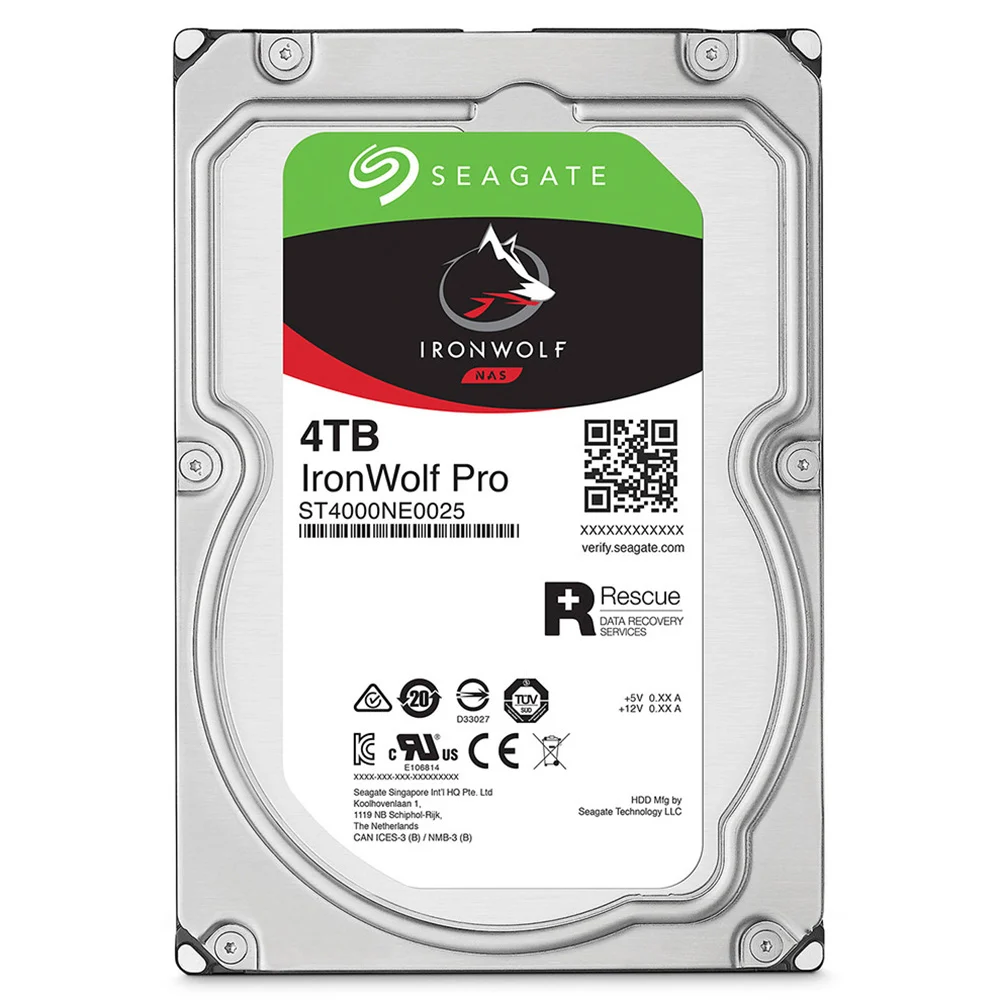 SEAGATE
IRONWOLF
NAS
4TB
IronWolf Pro
ST4000NE0025
XXXXXXXXXXXX
verify.seagate.com
Rescue
DATA RECOVERY
SERVICES
20
D33027
TÜV
SÜD
+5V 0.XX A
+12V 0.XX A
c RU® US
E106814
CE
XXXX-XXX-XXX-XXXXXXXXX
Seagate Singapore Int'l HQ Pte. Ltd
Koolhovenlaan 1,
1119 NB Schiphol-Rijk,
The Netherlands
CAN ICES-3 (B) / NMB-3 (B)
HDD Mfg by
Seagate Technology LLC